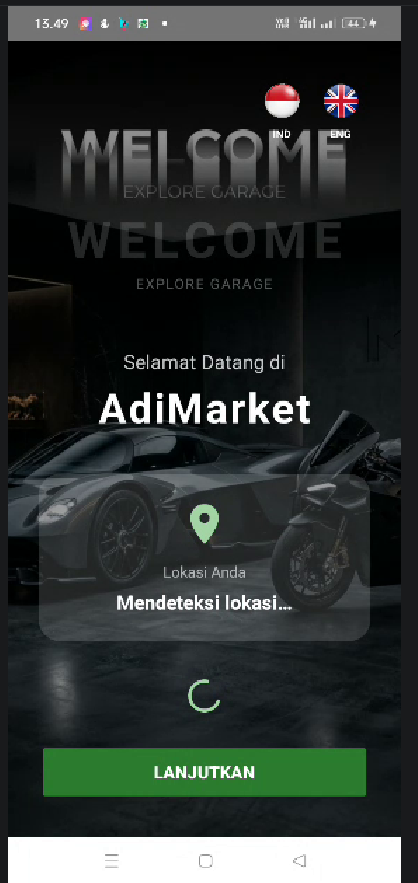 13.49
44
IND ENG
WELCOME
EXPLORE GARAGE
WELCOME
EXPLORE GARAGE
Selamat Datang di
AdiMarket
Lokasi Anda
Mendeteksi lokasi...
LANJUTKAN